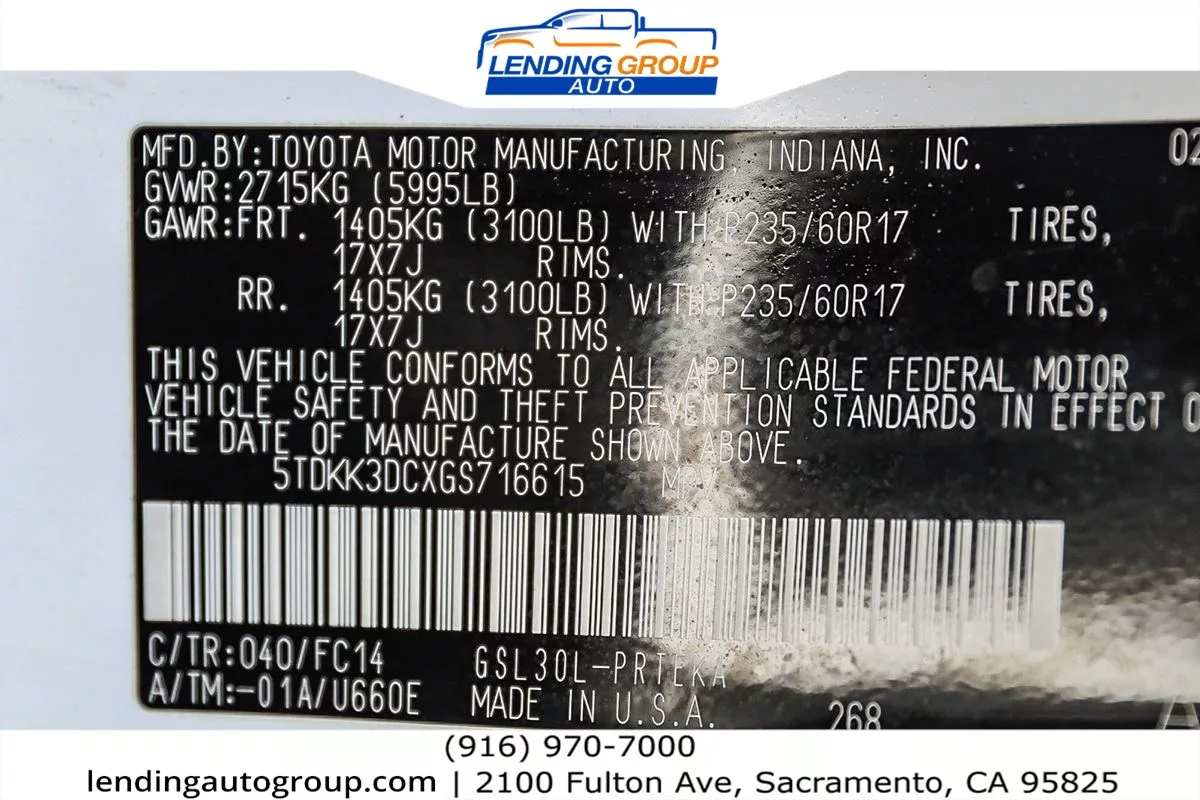 LENDING GROUP
AUTO
MFD.BY:TOYOTA MOTOR MANUFACTURING, INDIANA, INC. 02
GVWR:2715KG (5995LB)
GAWR:FRT. 1405KG (3100LB) WITH:P235/60R17 TIRES,
17X7J RIMS.
RR. 1405KG (3100LB) WITH:P235/60R17 TIRES,
17X7J RIMS.
THIS VEHICLE CONFORMS TO ALL APPLICABLE FEDERAL MOTOR
VEHICLE SAFETY AND THEFT PREVENTION STANDARDS IN EFFECT O
THE DATE OF MANUFACTURE SHOWN ABOVE.
5TDKK3DCXGS716615 MPV
C/TR:040/FC14 GSL30L-PRTEKA
A/TM:-01A/U660E MADE IN U.S.A. 268 A
(916) 970-7000
lendingautogroup.com | 2100 Fulton Ave, Sacramento, CA 95825